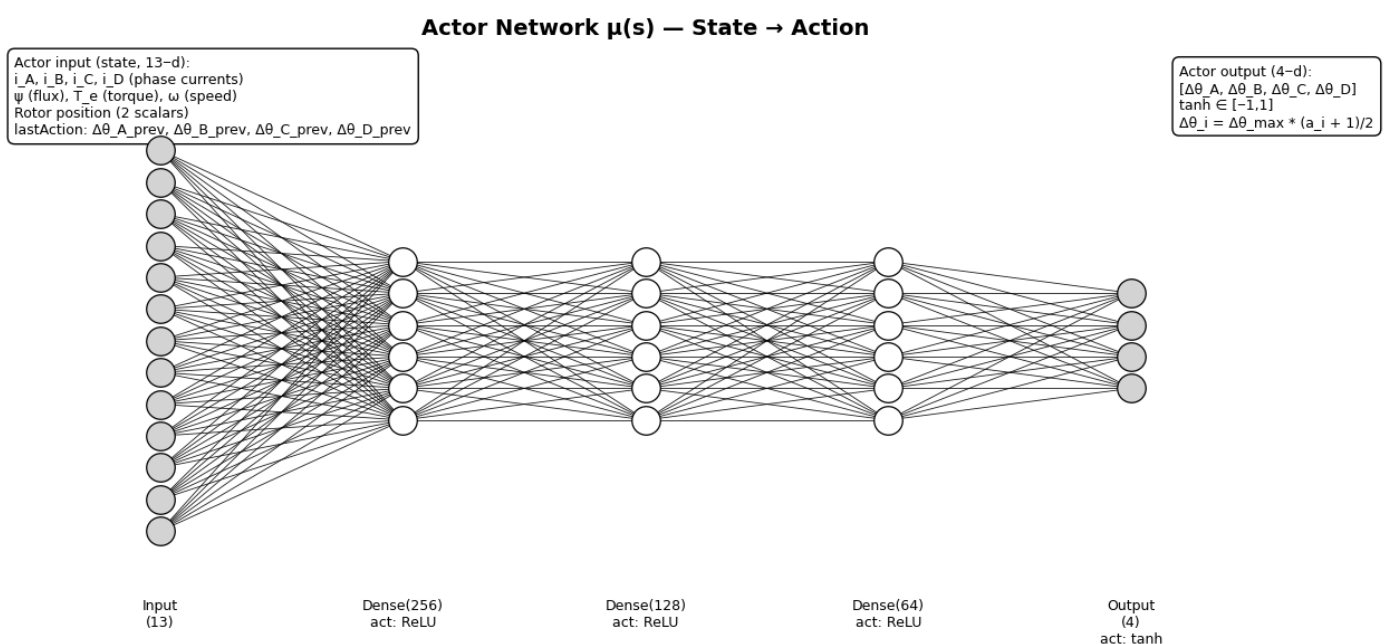 Actor Network μ(s) — State → Action
Actor input (state, 13−d):
i_A, i_B, i_C, i_D (phase currents)
ψ (flux), T_e (torque), ω (speed)
Rotor position (2 scalars)
lastAction: Δθ_A_prev, Δθ_B_prev, Δθ_C_prev, Δθ_D_prev
Actor output (4−d):
[Δθ_A, Δθ_B, Δθ_C, Δθ_D]
tanh ∈ [−1,1]
Δθ_i = Δθ_max * (a_i + 1)/2
Input
(13)
Dense(256)
act: ReLU
Dense(128)
act: ReLU
Dense(64)
act: ReLU
Output
(4)
act: tanh